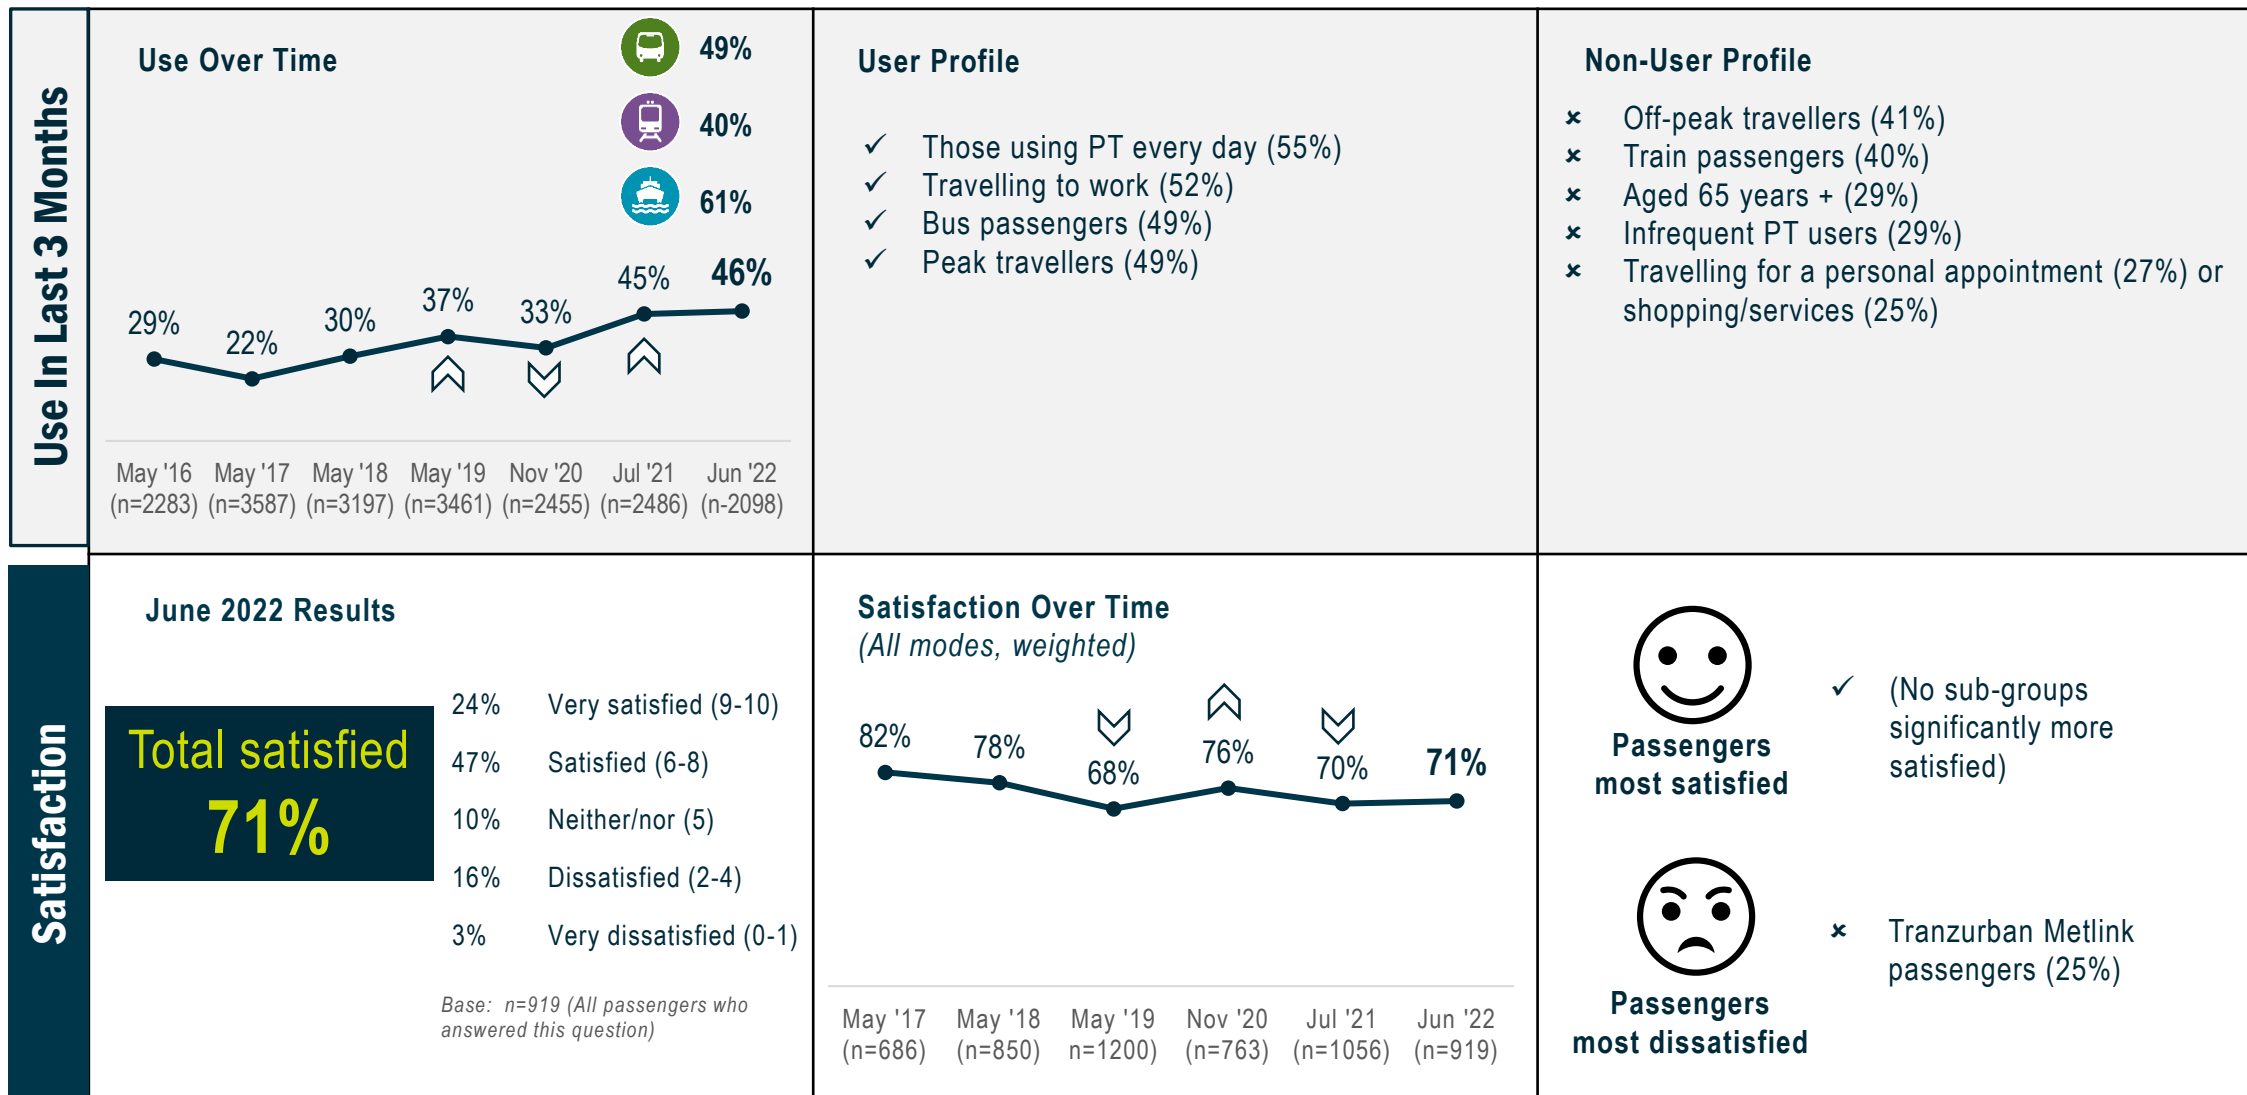 Use In Last 3 Months
Use Over Time
49%
40%
61%
29%
22%
30%
37%
33%
45%
46%
May '16 May '17 May '18 May '19 Nov '20 Jul '21 Jun '22
(n=2283) (n=3587) (n=3197) (n=3461) (n=2455) (n=2486) (n-2098)
User Profile
✓ Those using PT every day (55%)
✓ Travelling to work (52%)
✓ Bus passengers (49%)
✓ Peak travellers (49%)
Non-User Profile
× Off-peak travellers (41%)
× Train passengers (40%)
× Aged 65 years + (29%)
× Infrequent PT users (29%)
× Travelling for a personal appointment (27%) or
shopping/services (25%)
Satisfaction
June 2022 Results
Total satisfied
71%
24% Very satisfied (9-10)
47% Satisfied (6-8)
10% Neither/nor (5)
16% Dissatisfied (2-4)
3% Very dissatisfied (0-1)
Base: n=919 (All passengers who
answered this question)
Satisfaction Over Time
(All modes, weighted)
82%
78%
68%
76%
70%
71%
May '17 May '18 May '19 Nov '20 Jul '21 Jun '22
(n=686) (n=850) n=1200) (n=763) (n=1056) (n=919)
Passengers
most satisfied
✓ (No sub-groups
significantly more
satisfied)
Passengers
most dissatisfied
× Tranzurban Metlink
passengers (25%)